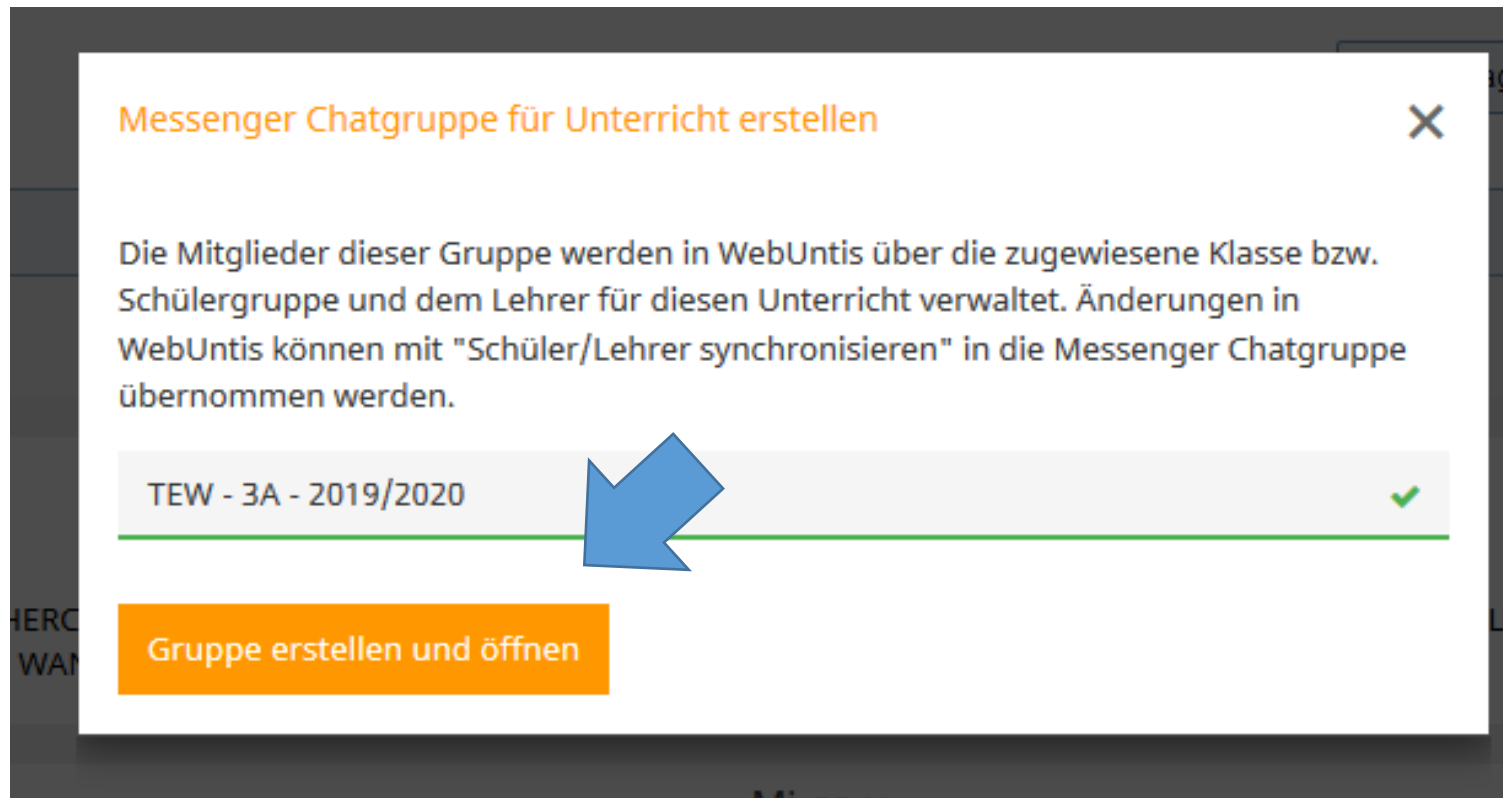 Messenger Chatgruppe für Unterricht erstellen
Die Mitglieder dieser Gruppe werden in WebUntis über die zugewiesene Klasse bzw.
Schülergruppe und dem Lehrer für diesen Unterricht verwaltet. Änderungen in
WebUntis können mit "Schüler/Lehrer synchronisieren" in die Messenger Chatgruppe
übernommen werden.
TEW - 3A - 2019/2020
Gruppe erstellen und öffnen